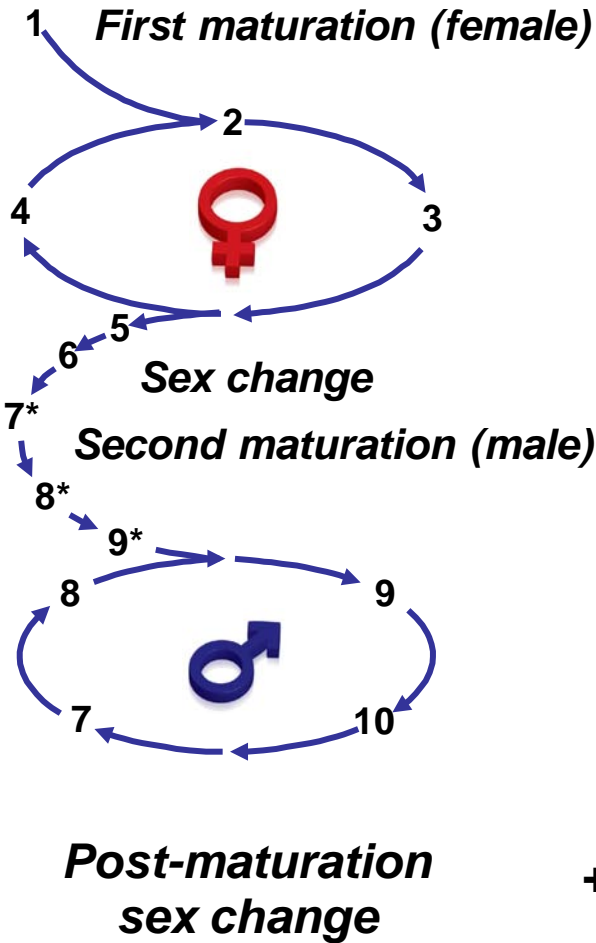 1 First maturation (female)
2
4
3
5
6
Sex change
7*
Second maturation (male)
8*
9*
8
9
7
10
Post-maturation
sex change
+